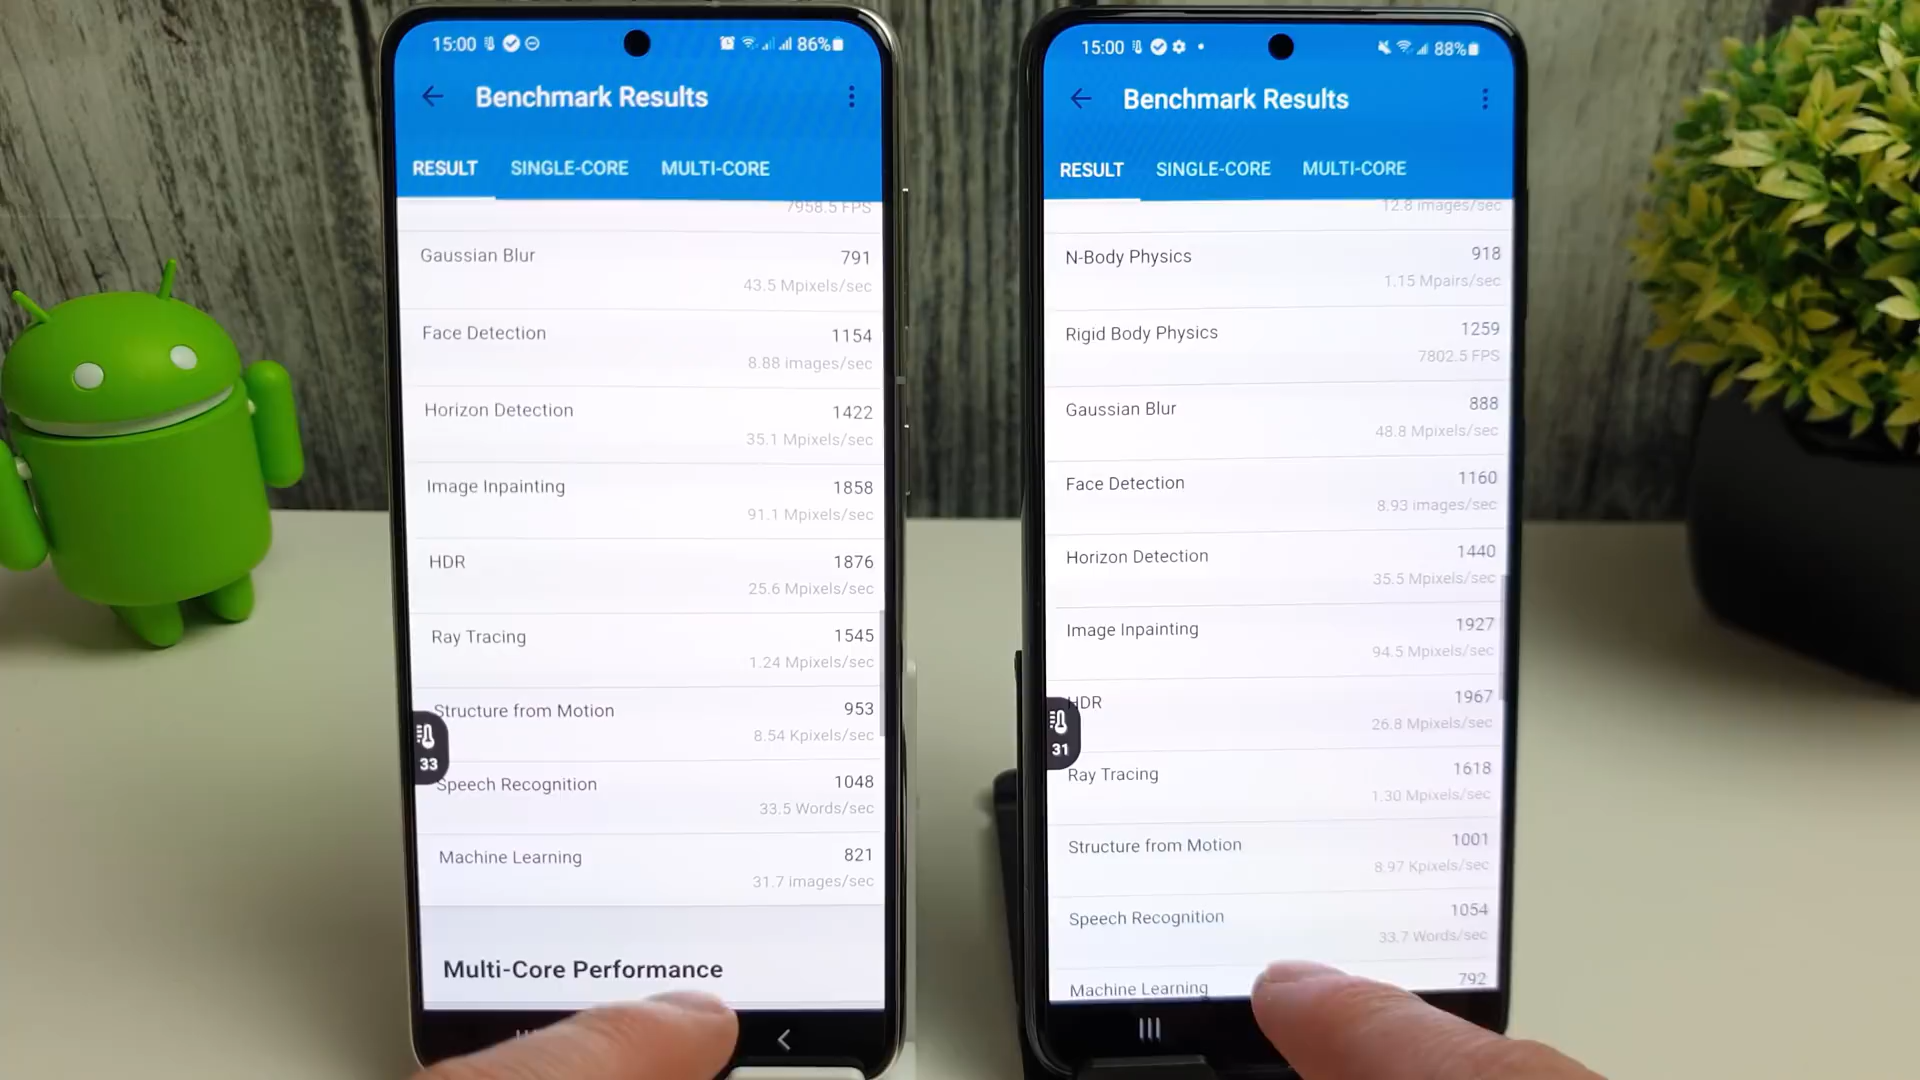 15:00
86%
Benchmark Results
RESULT SINGLE-CORE MULTI-CORE
7958.5 FPS
Gaussian Blur 791
43.5 Mpixels/sec
Face Detection 1154
8.88 images/sec
Horizon Detection 1422
35.1 Mpixels/sec
Image Inpainting 1858
91.1 Mpixels/sec
HDR 1876
25.6 Mpixels/sec
Ray Tracing 1545
1.24 Mpixels/sec
Structure from Motion 953
8.54 Kpixels/sec
33
Speech Recognition 1048
33.5 Words/sec
Machine Learning 821
31.7 images/sec
Multi-Core Performance
15:00
88%
Benchmark Results
RESULT SINGLE-CORE MULTI-CORE
12.8 images/sec
N-Body Physics 918
1.15 Mpairs/sec
Rigid Body Physics 1259
7802.5 FPS
Gaussian Blur 888
48.8 Mpixels/sec
Face Detection 1160
8.93 images/sec
Horizon Detection 1440
35.5 Mpixels/sec
Image Inpainting 1927
94.5 Mpixels/sec
HDR 1967
26.8 Mpixels/sec
31
Ray Tracing 1618
1.30 Mpixels/sec
Structure from Motion 1001
8.97 Kpixels/sec
Speech Recognition 1054
33.7 Words/sec
Machine Learning 792